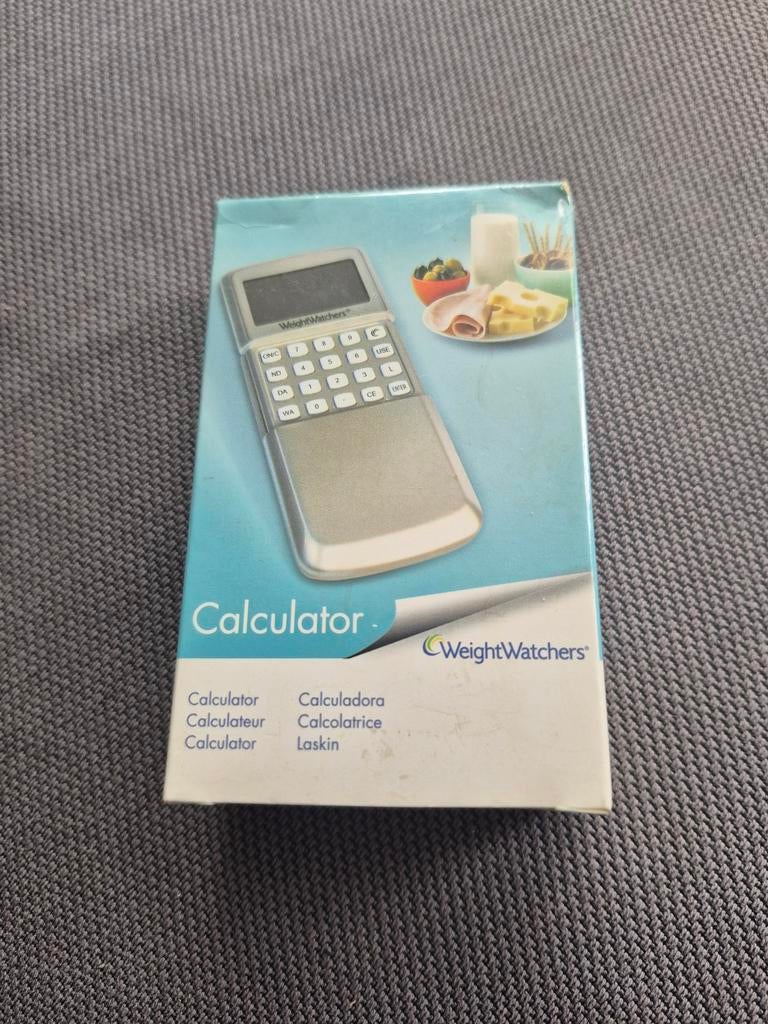 WeightWatchers®
ON/C 7 8 9
ND 4 5 6 USE
DA 1 2 3 L
WA 0 . CE ENTER
Calculator
WeightWatchers®
Calculator Calculadora
Calculateur Calcolatrice
Calculator Laskin